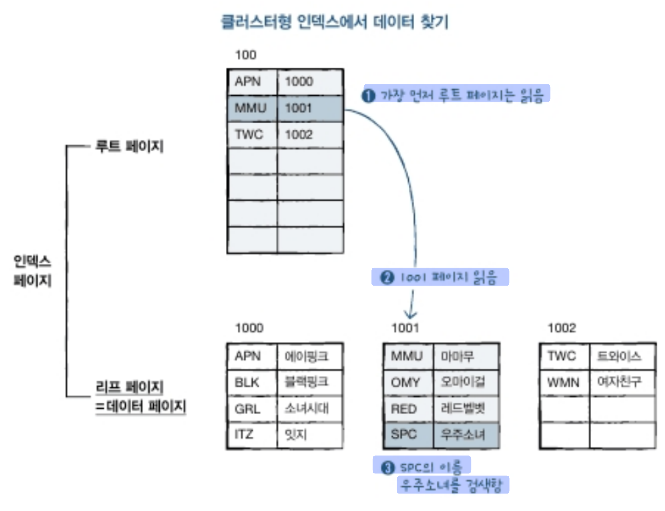 클러스터형 인덱스에서 데이터 찾기
100
APN 1000
MMU 1001
TWC 1002
❶ 가장 먼저 루트 페이지는 읽음
루트 페이지
인덱스
페이지
❷ 1001 페이지 읽음
1000
APN 에이핑크
BLK 블랙핑크
GRL 소녀시대
ITZ 잇지
1001
MMU 마마무
OMY 오마이걸
RED 레드벨벳
SPC 우주소녀
1002
TWC 트와이스
WMN 여자친구
리프 페이지
=데이터 페이지
❸ SPC의 이름
우주소녀를 검색함